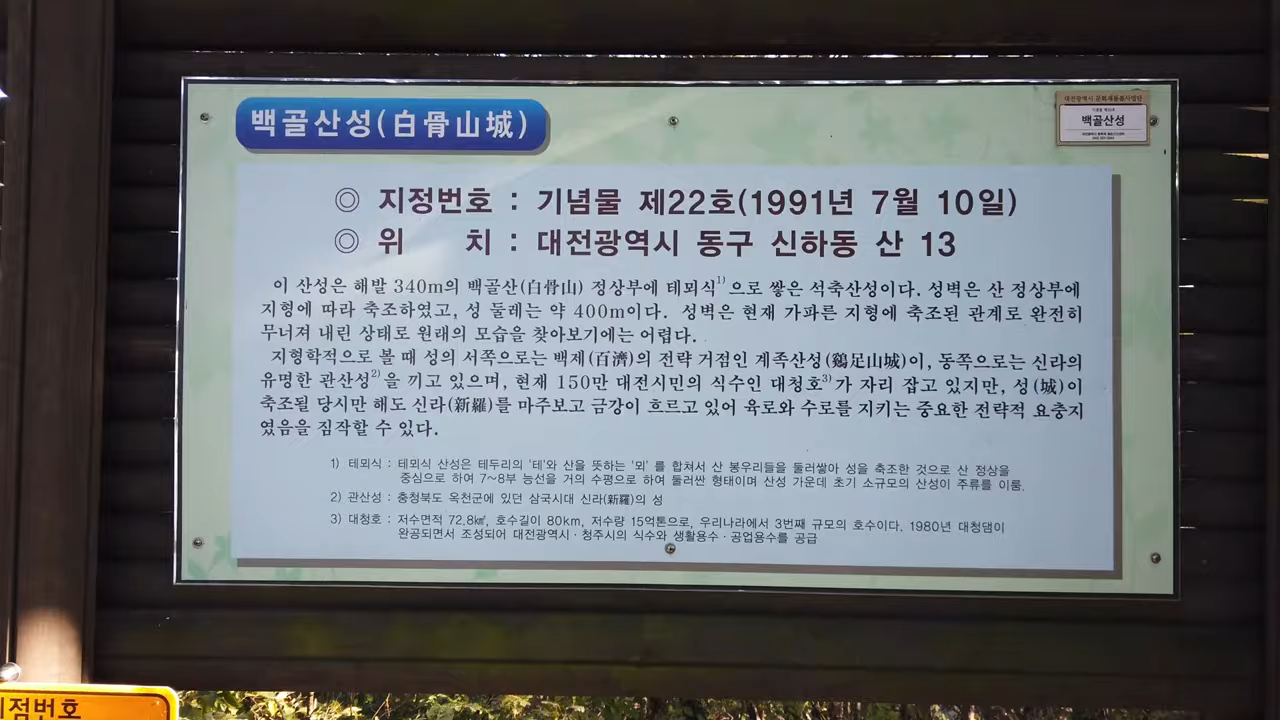 백골산성(白骨山城)
대전광역시 문화재돌봄사업단
백골산성
◎ 지정번호 : 기념물 제22호(1991년 7월 10일)
◎ 위 치 : 대전광역시 동구 신하동 산 13
이 산성은 해발 340m의 백골산(白骨山) 정상부에 테뫼식1)으로 쌓은 석축산성이다. 성벽은 산 정상부에
지형에 따라 축조하였고, 성 둘레는 약 400m이다. 성벽은 현재 가파른 지형에 축조된 관계로 완전히
무너져 내린 상태로 원래의 모습을 찾아보기에는 어렵다.
지형학적으로 볼 때 성의 서쪽으로는 백제(百濟)의 전략 거점인 계족산성(鷄足山城)이, 동쪽으로는 신라의
유명한 관산성2)을 끼고 있으며, 현재 150만 대전시민의 식수인 대청호3)가 자리 잡고 있지만, 성(城)이
축조될 당시만 해도 신라(新羅)를 마주보고 금강이 흐르고 있어 육로와 수로를 지키는 중요한 전략적 요충지
였음을 짐작할 수 있다.
1) 테뫼식 : 테뫼식 산성은 테두리의 '테'와 산을 뜻하는 '뫼' 를 합쳐서 산 봉우리들을 둘러쌓아 성을 축조한 것으로 산 정상을
중심으로 하여 7~8부 능선을 거의 수평으로 하여 둘러싼 형태이며 산성 가운데 초기 소규모의 산성이 주류를 이룸.
2) 관산성 : 충청북도 옥천군에 있던 삼국시대 신라(新羅)의 성
3) 대청호 : 저수면적 72.8㎢, 호수길이 80km, 저수량 15억톤으로, 우리나라에서 3번째 규모의 호수이다. 1980년 대청댐이
완공되면서 조성되어 대전광역시·청주시의 식수와 생활용수·공업용수를 공급
지점번호